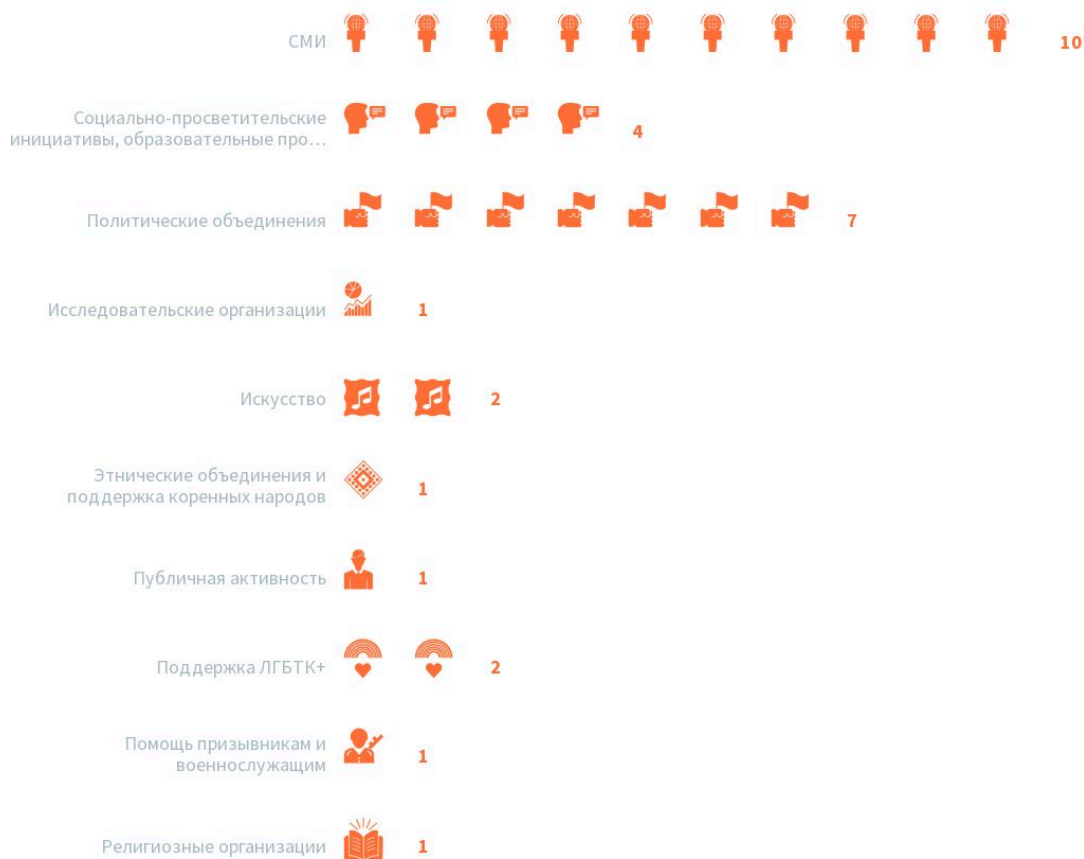 СМИ
10
Социально-просветительские
инициативы, образовательные про…
4
Политические объединения
7
Исследовательские организации
1
Искусство
2
Этнические объединения и
поддержка коренных народов
1
Публичная активность
1
Поддержка ЛГБТК+
2
Помощь призывникам и
военнослужащим
1
Религиозные организации
1